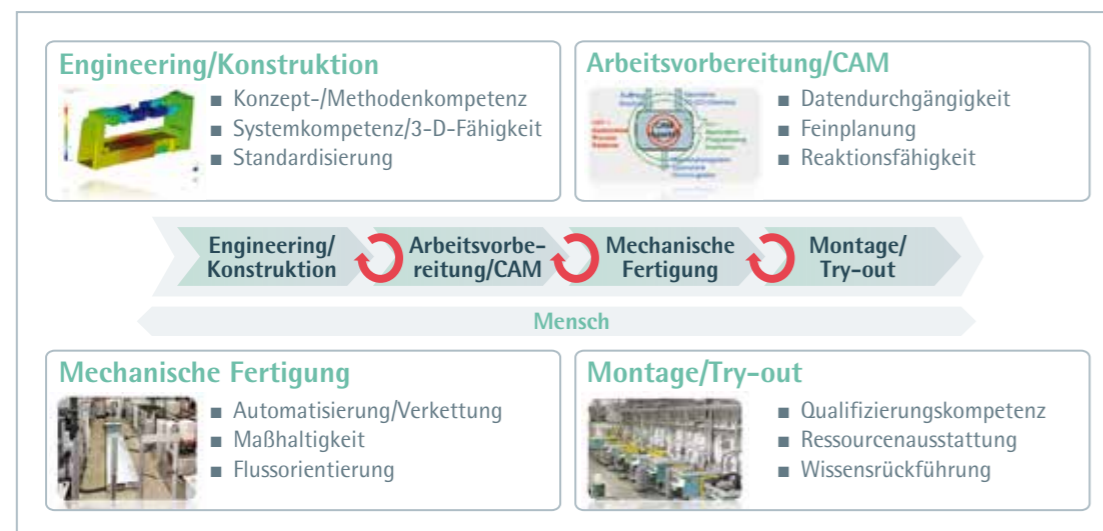 Engineering/Konstruktion
■ Konzept-/Methodenkompetenz
■ Systemkompetenz/3-D-Fähigkeit
■ Standardisierung
Arbeitsvorbereitung/CAM
■ Datendurchgängigkeit
■ Feinplanung
■ Reaktionsfähigkeit
Engineering/
Konstruktion
Arbeitsvorbe-
reitung/CAM
Mechanische
Fertigung
Montage/
Try-out
Mensch
Mechanische Fertigung
■ Automatisierung/Verkettung
■ Maßhaltigkeit
■ Flussorientierung
Montage/Try-out
■ Qualifizierungskompetenz
■ Ressourcenausstattung
■ Wissensrückführung